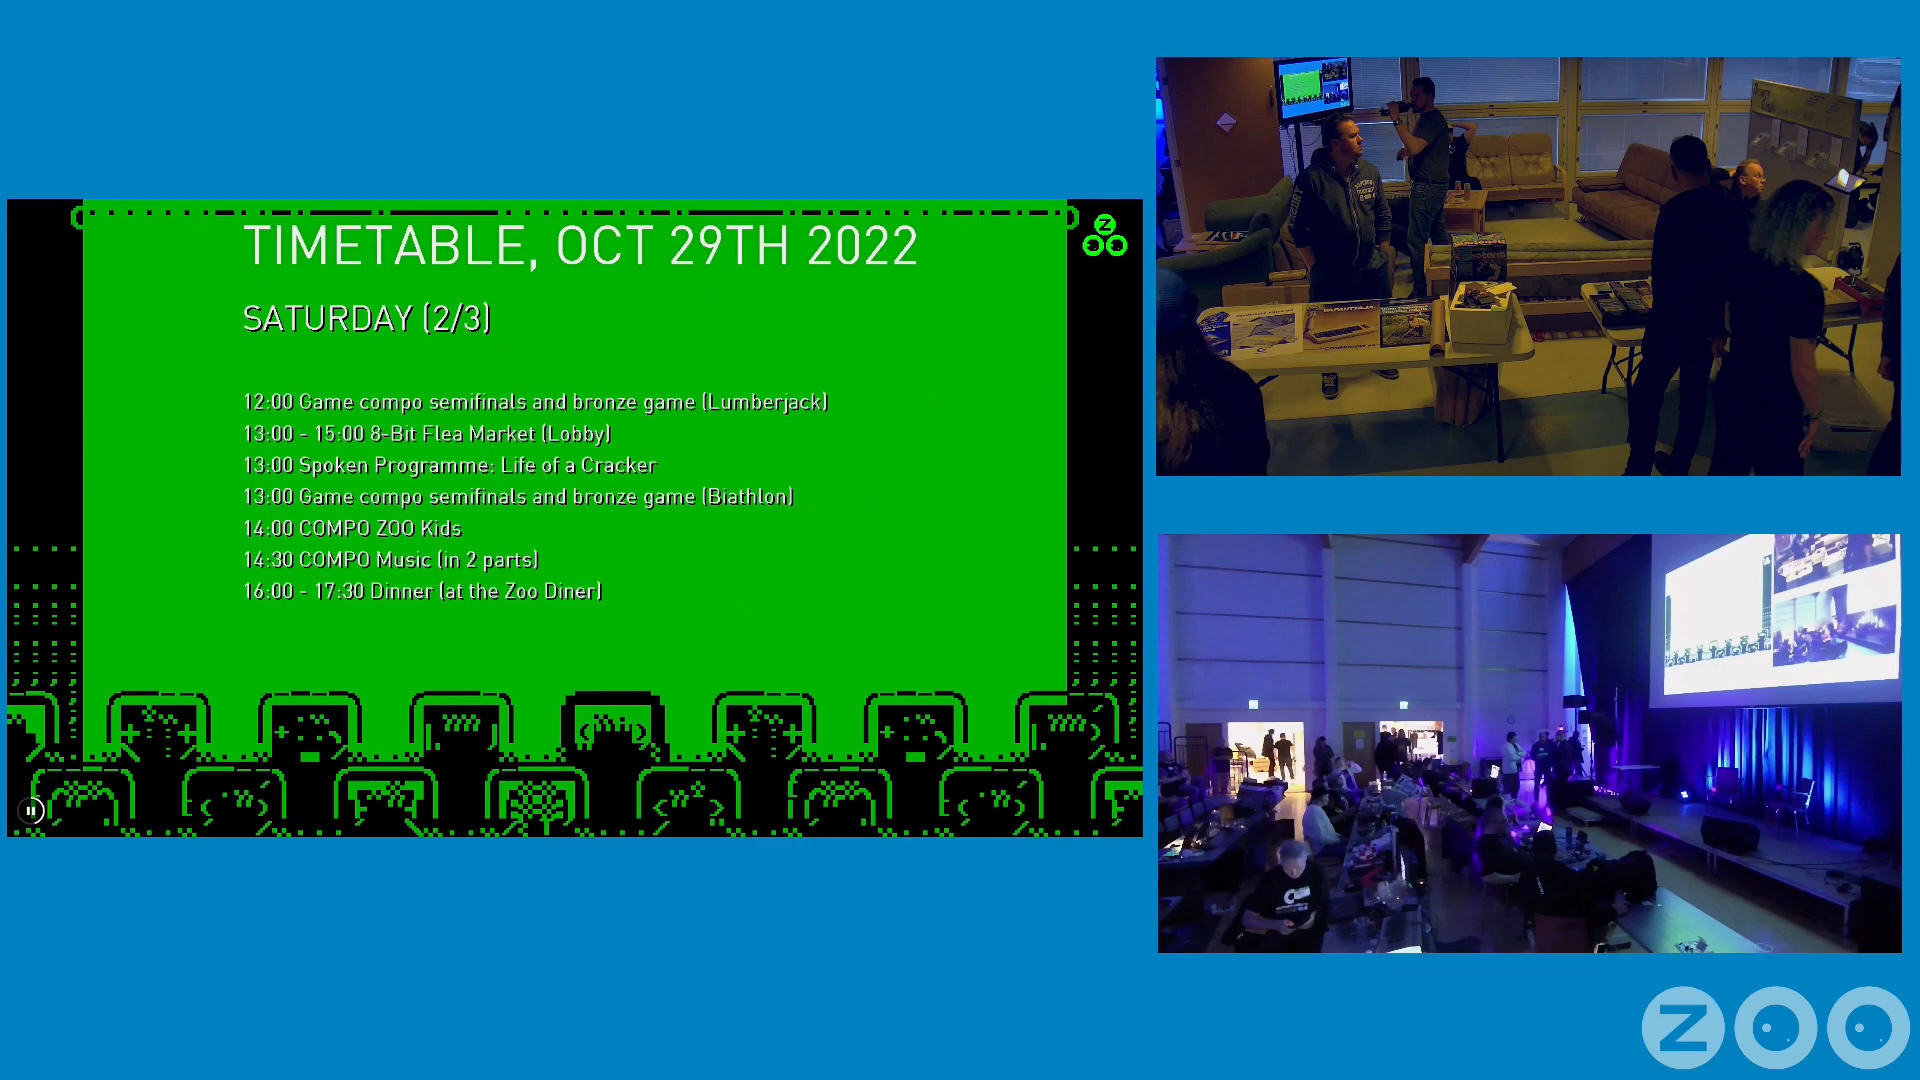 TIMETABLE, OCT 29TH 2022
SATURDAY (2/3)
12:00 Game compo semifinals and bronze game (Lumberjack)
13:00 - 15:00 8-Bit Flea Market (Lobby)
13:00 Spoken Programme: Life of a Cracker
13:00 Game compo semifinals and bronze game (Biathlon)
14:00 COMPO ZOO Kids
14:30 COMPO Music (in 2 parts)
16:00 - 17:30 Dinner (at the Zoo Diner)
ZOO
VAPAUTTAJA
ZOO